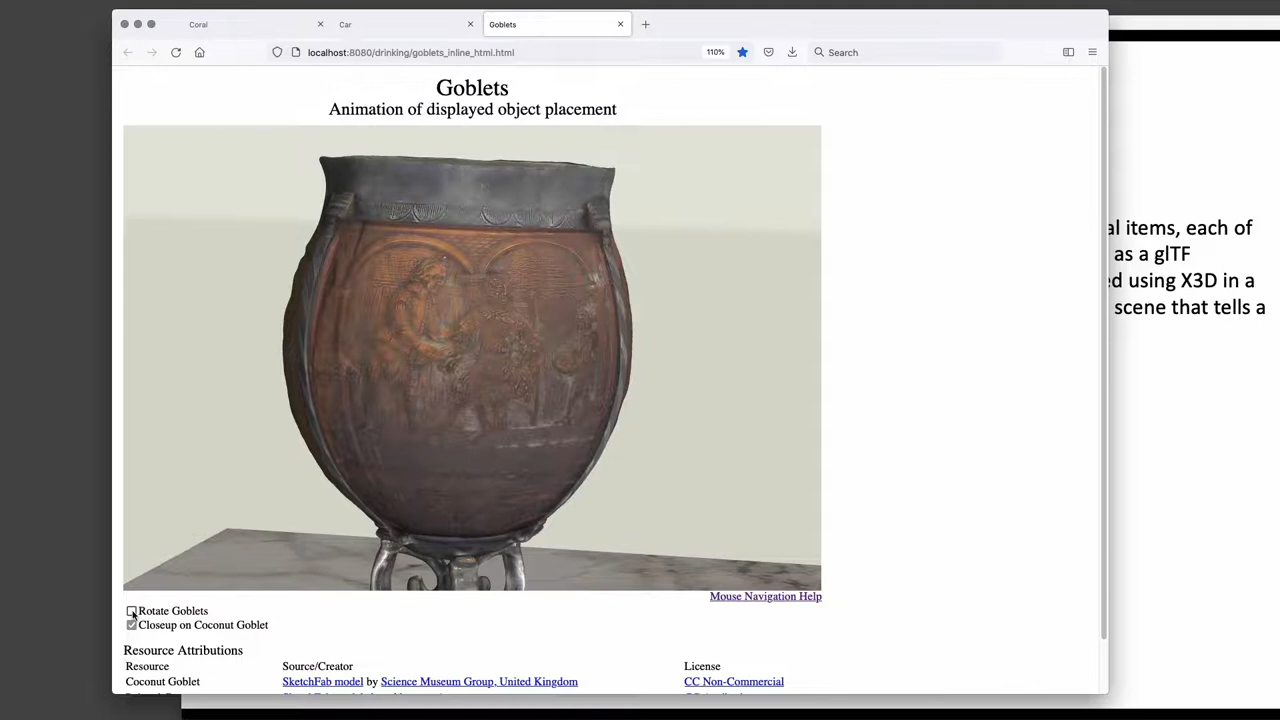 Coral
Car
Goblets
localhost:8080/drinking/goblets_inline_html.html
110%
Search
Goblets
Animation of displayed object placement
al items, each of
as a glTF
ed using X3D in a
scene that tells a
Mouse Navigation Help
Rotate Goblets
Closeup on Coconut Goblet
Resource Attributions
Resource Source/Creator License
Coconut Goblet SketchFab model by Science Museum Group, United Kingdom CC Non-Commercial